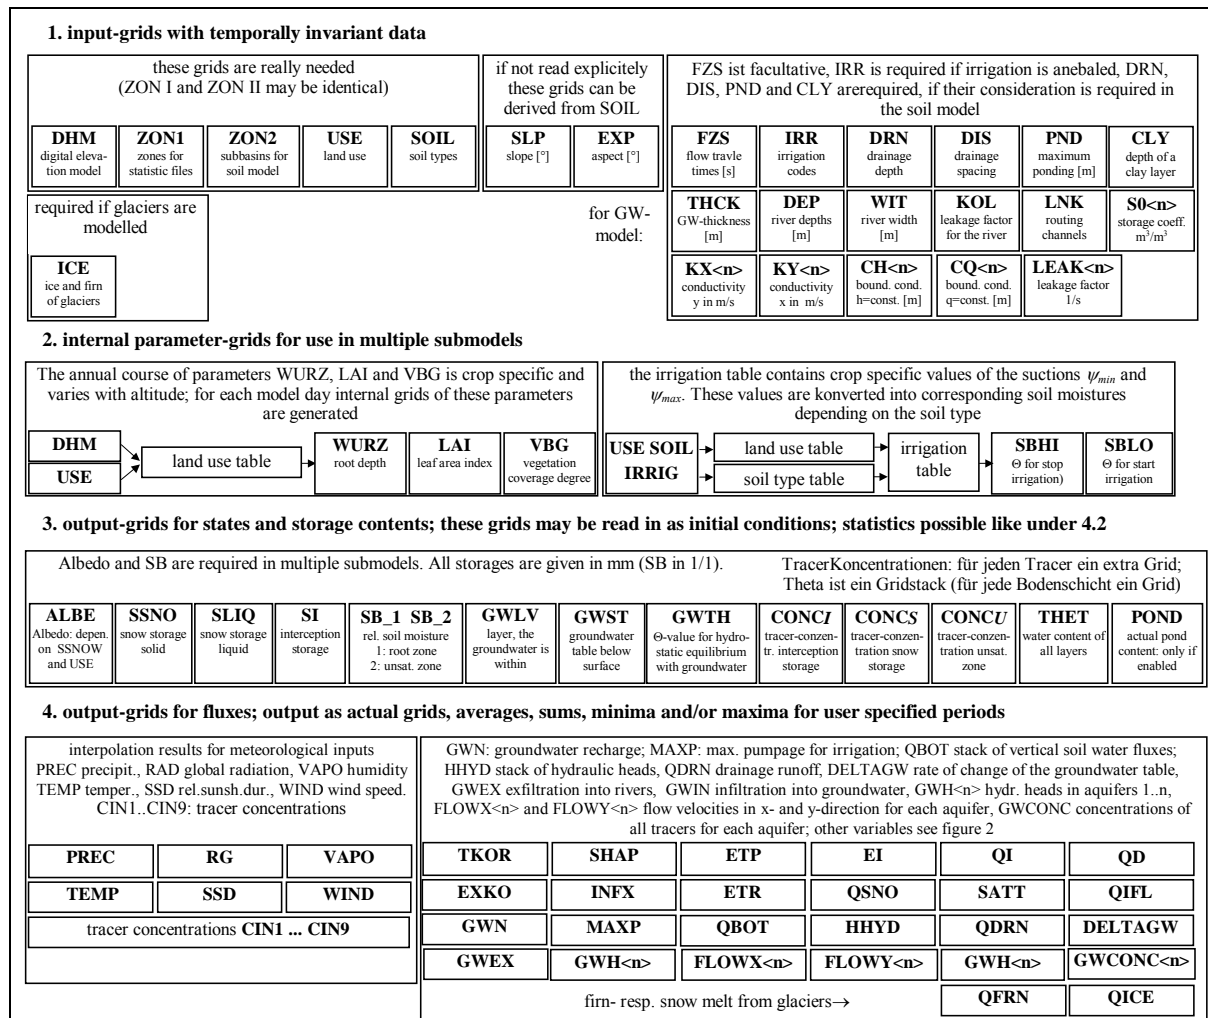 1. input-grids with temporally invariant data
these grids are really needed
(ZON I and ZON II may be identical)
DHM
digital eleva-
tion model
ZON1
zones for
statistic files
ZON2
subbasins for
soil model
USE
land use
SOIL
soil types
if not read explicitely
these grids can be
derived from SOIL
SLP
slope [°]
EXP
aspect [°]
FZS ist facultative, IRR is required if irrigation is anebaled, DRN,
DIS, PND and CLY arerequired, if their consideration is required in
the soil model
FZS
flow travle
times [s]
IRR
irrigation
codes
DRN
drainage
depth
DIS
drainage
spacing
PND
maximum
ponding [m]
CLY
depth of a
clay layer
required if glaciers are
modelled
ICE
ice and firn
of glaciers
for GW-
model:
THCK
GW-thickness
[m]
DEP
river depths
[m]
WIT
river width
[m]
KOL
leakage factor
for the river
LNK
routing
channels
S0<n>
storage coeff.
m³/m³
KX<n>
conductivity
y in m/s
KY<n>
conductivity
x in m/s
CH<n>
bound. cond.
h=const. [m]
CQ<n>
bound. cond.
q=const. [m]
LEAK<n>
leakage factor
1/s
2. internal parameter-grids for use in multiple submodels
The annual course of parameters WURZ, LAI and VBG is crop specific and
varies with altitude; for each model day internal grids of these parameters
are generated
DHM
USE
land use table
WURZ
root depth
LAI
leaf area index
VBG
vegetation
coverage degree
the irrigation table contains crop specific values of the suctions ψmin and
ψmax. These values are konverted into corresponding soil moistures
depending on the soil type
USE SOIL
IRRIG
land use table
soil type table
irrigation
table
SBHI
Θ for stop
irrigation)
SBLO
Θ for start
irrigation
3. output-grids for states and storage contents; these grids may be read in as initial conditions; statistics possible like under 4.2
Albedo and SB are required in multiple submodels. All storages are given in mm (SB in 1/1).
TracerKoncentrationen: für jeden Tracer ein extra Grid;
Theta ist ein Gridstack (für jede Bodenschicht ein Grid)
ALBE
Albedo: depen.
on SSNOW
and USE
SSNO
snow storage
solid
SLIQ
snow storage
liquid
SI
interception
storage
SB_1 SB_2
rel. soil moisture
1: root zone
2: unsat. zone
GWLV
layer, the
groundwater is
within
GWST
groundwater
table below
surface
GWTH
Θ-value for hydro-
static equilibrium
with groundwater
CONCI
tracer-conzen-
tr. interception
storage
CONCS
tracer-conzen-
tration snow
storage
CONCU
tracer-conzen-
tration unsat.
zone
THET
water content of
all layers
POND
actual pond
content: only if
enabled
4. output-grids for fluxes; output as actual grids, averages, sums, minima and/or maxima for user specified periods
interpolation results for meteorological inputs
PREC precipit., RAD global radiation, VAPO humidity
TEMP temper., SSD rel.sunsh.dur., WIND wind speed.
CIN1..CIN9: tracer concentrations
PREC RG VAPO
TEMP SSD WIND
tracer concentrations CIN1 ... CIN9
GWN: groundwater recharge; MAXP: max. pumpage for irrigation; QBOT stack of vertical soil water fluxes;
HHYD stack of hydraulic heads, QDRN drainage runoff, DELTAGW rate of change of the groundwater table,
GWEX exfiltration into rivers, GWIN infiltration into groundwater, GWH<n> hydr. heads in aquifers 1..n,
FLOWX<n> and FLOWY<n> flow velocities in x- and y-direction for each aquifer, GWCONC concentrations of
all tracers for each aquifer; other variables see figure 2
TKOR SHAP ETP EI QI QD
EXKO INFX ETR QSNO SATT QIFL
GWN MAXP QBOT HHYD QDRN DELTAGW
GWEX GWH<n> FLOWX<n> FLOWY<n> GWH<n> GWCONC<n>
firn- resp. snow melt from glaciers→ QFRN QICE